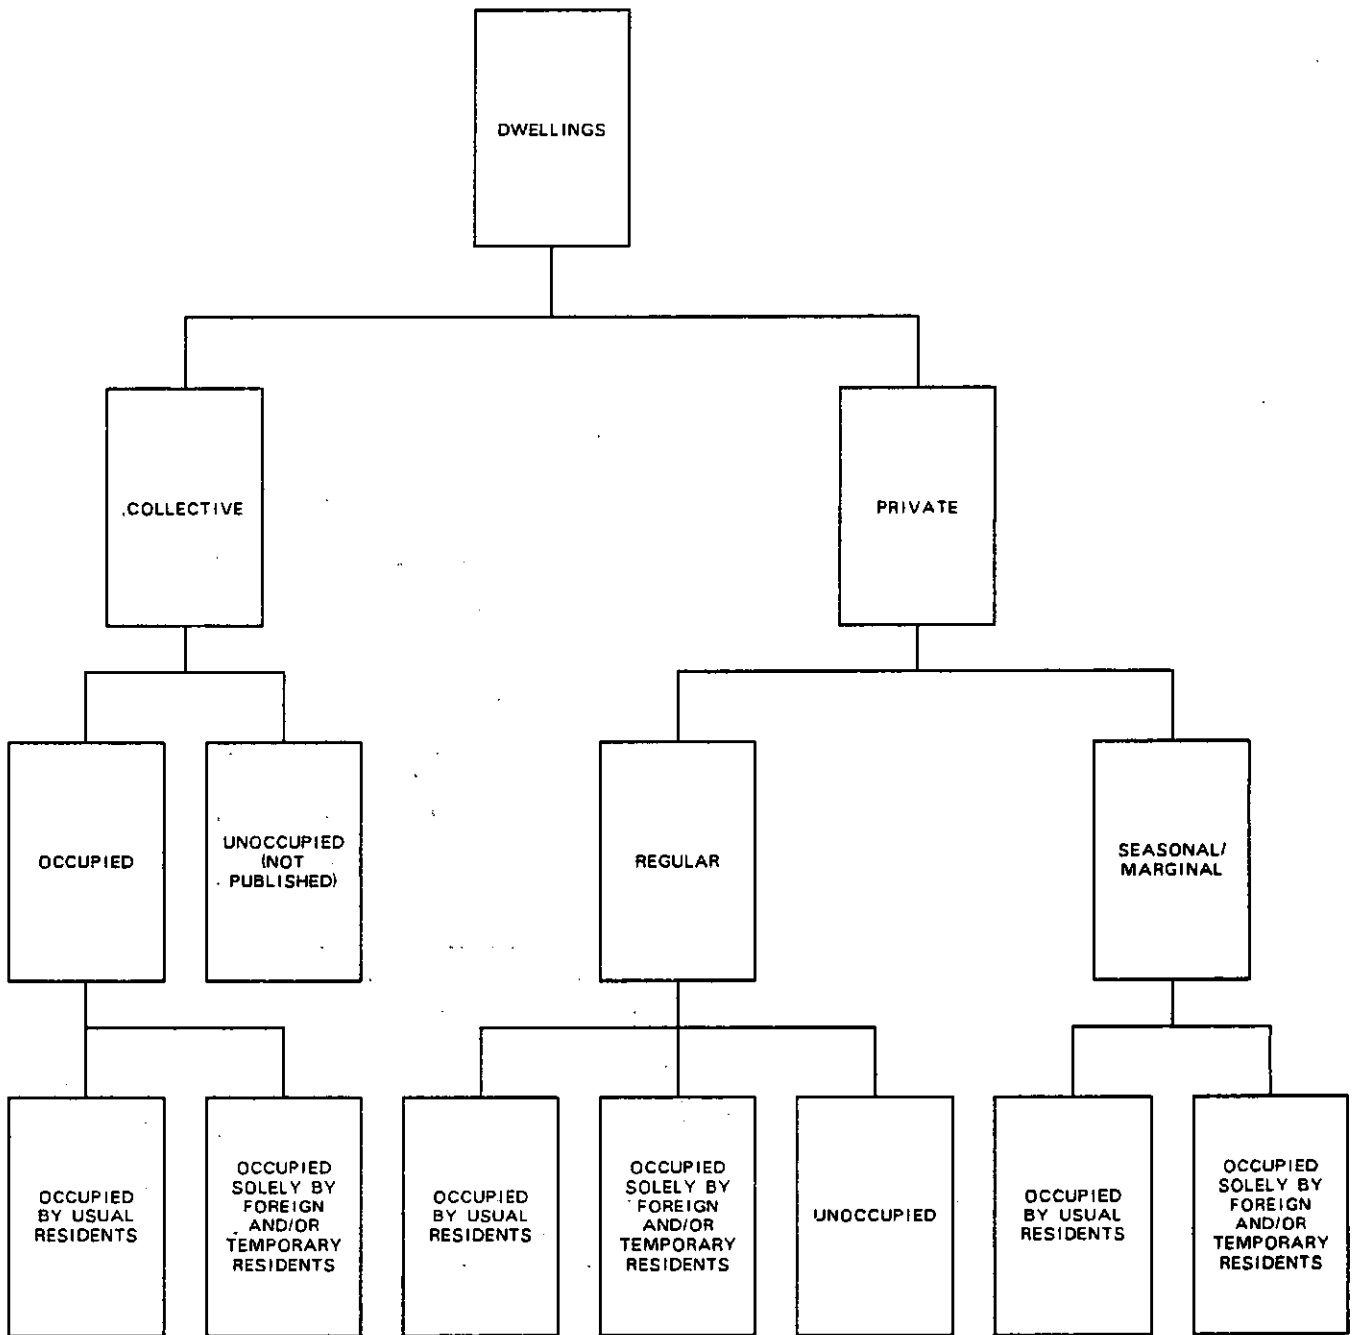 DWELLINGS
COLLECTIVE
PRIVATE
OCCUPIED
UNOCCUPIED
(NOT
PUBLISHED)
REGULAR
SEASONAL/
MARGINAL
OCCUPIED
BY USUAL
RESIDENTS
OCCUPIED
SOLELY BY
FOREIGN
AND/OR
TEMPORARY
RESIDENTS
OCCUPIED
BY USUAL
RESIDENTS
OCCUPIED
SOLELY BY
FOREIGN
AND/OR
TEMPORARY
RESIDENTS
UNOCCUPIED
OCCUPIED
BY USUAL
RESIDENTS
OCCUPIED
SOLELY BY
FOREIGN
AND/OR
TEMPORARY
RESIDENTS